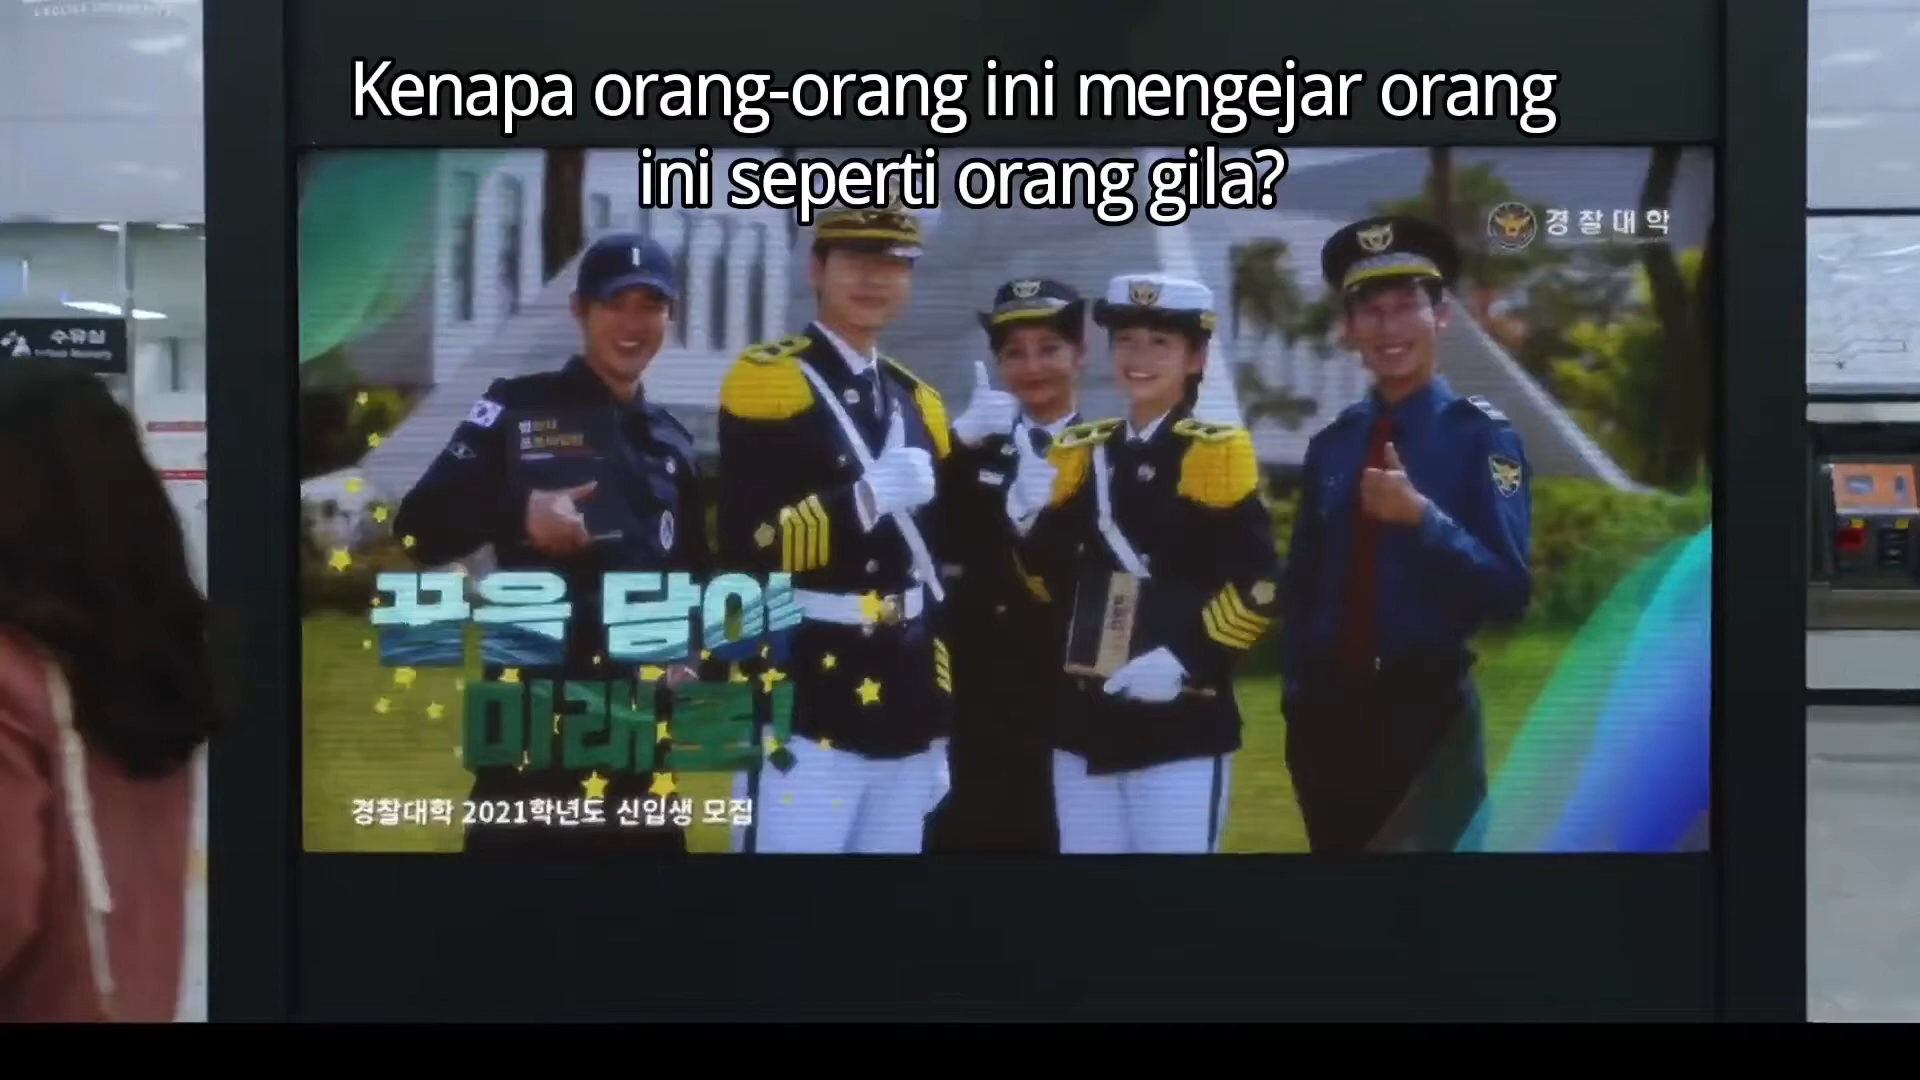 Kenapa orang-orang ini mengejar orang
ini seperti orang gila?
경찰대학
수유실
꿈을 담아
미래로!
경찰대학 2021학년도 신입생 모집